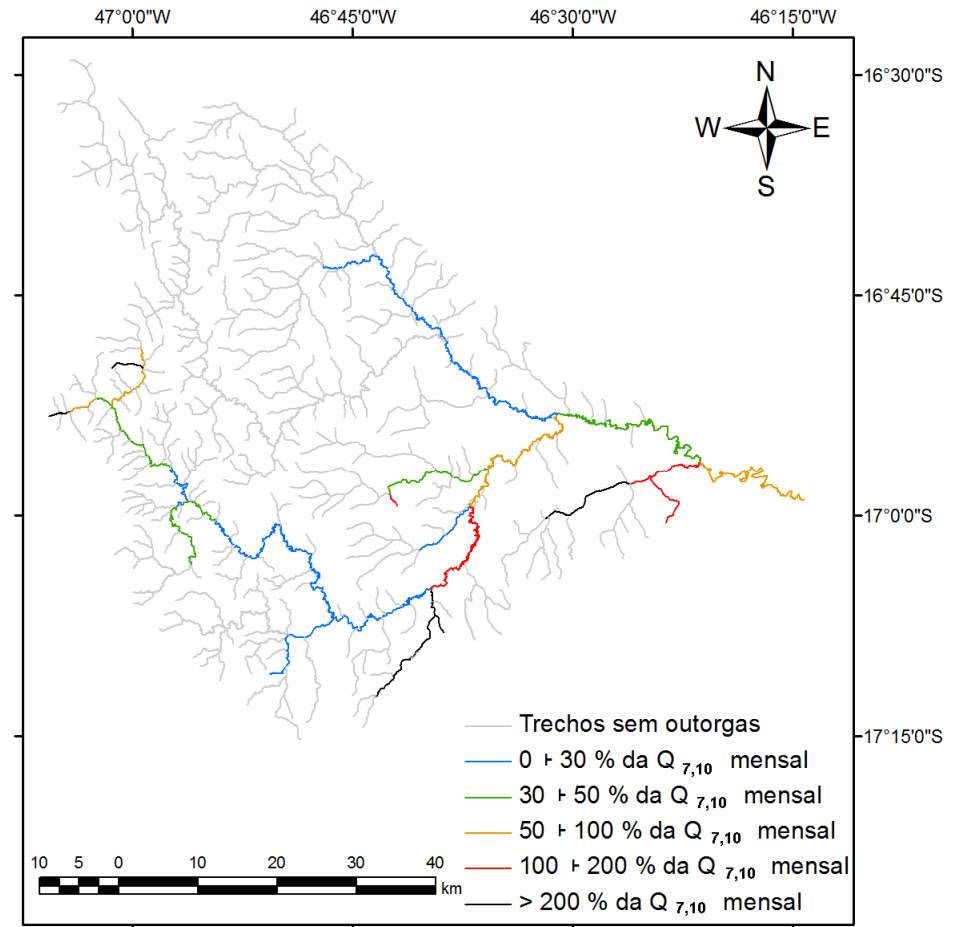 47°0'0"W 46°45'0"W 46°30'0"W 46°15'0"W
16°30'0"S
N
W E
S
16°45'0"S
17°0'0"S
17°15'0"S
Trechos sem outorgas
0 ⊦ 30 % da Q 7,10 mensal
30 ⊦ 50 % da Q 7,10 mensal
50 ⊦ 100 % da Q 7,10 mensal
100 ⊦ 200 % da Q 7,10 mensal
> 200 % da Q 7,10 mensal
10 5 0 10 20 30 40
km